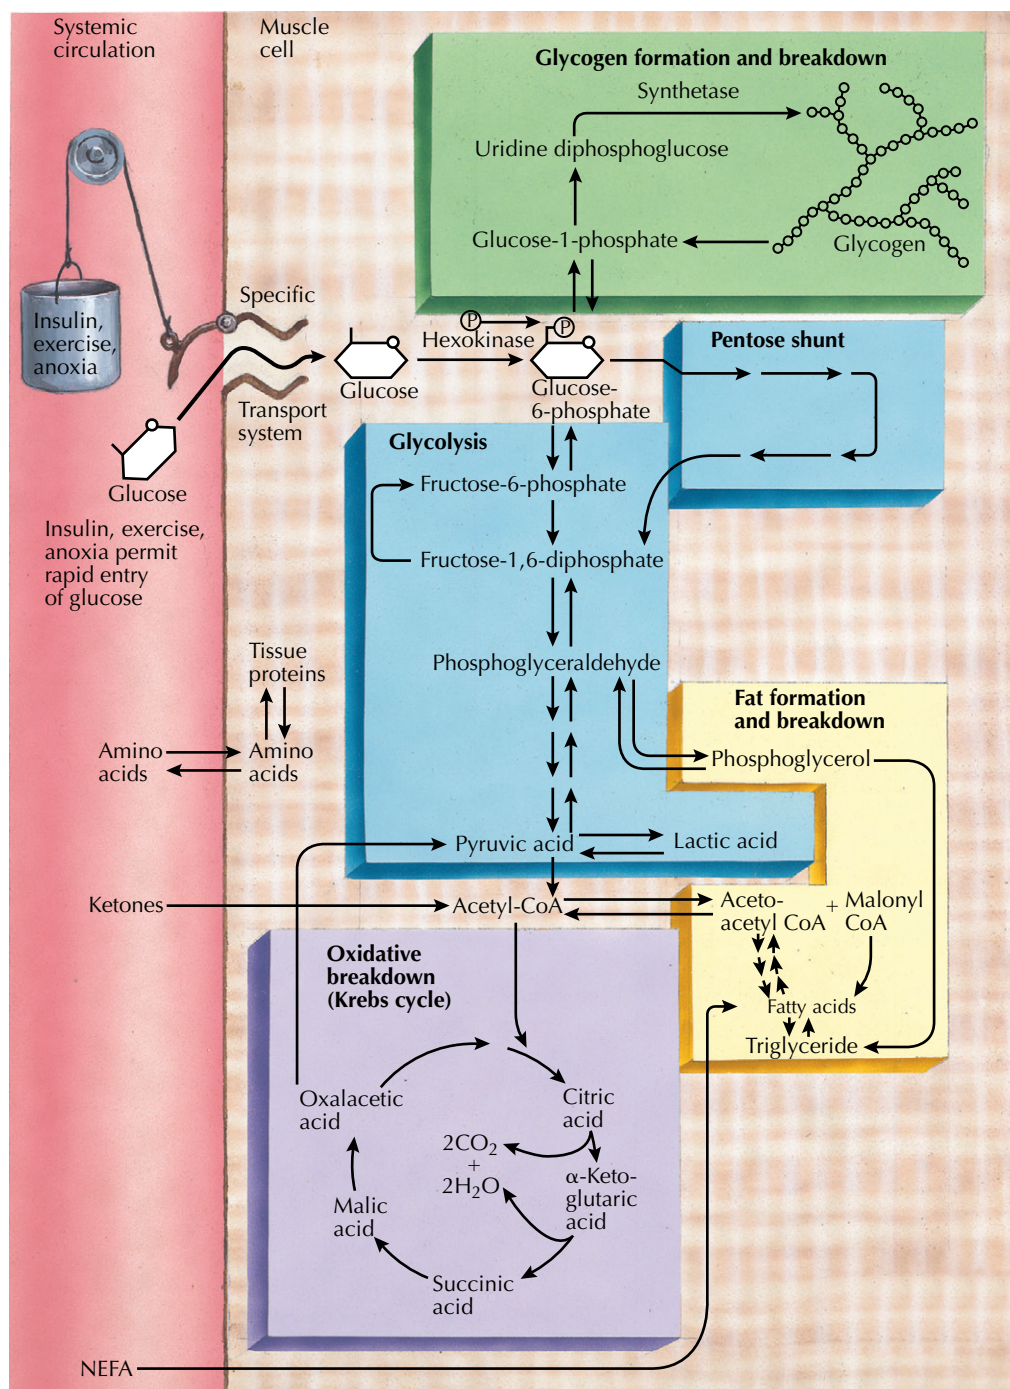 Systemic
circulation
Muscle
cell
Glycogen formation and breakdown
Synthetase
Uridine diphosphoglucose
Glucose-1-phosphate
Glycogen
Specific
Insulin,
exercise,
anoxia
P
P
Hexokinase
Pentose shunt
Glucose
Glucose-
6-phosphate
Transport
system
Glycolysis
Glucose
Fructose-6-phosphate
Insulin, exercise,
anoxia permit
rapid entry
of glucose
Fructose-1,6-diphosphate
Tissue
proteins
Phosphoglyceraldehyde
Fat formation
and breakdown
Amino
acids
Amino
acids
Phosphoglycerol
Pyruvic acid
Lactic acid
Ketones
Acetyl-CoA
Aceto-
acetyl CoA
+
Malonyl
CoA
Oxidative
breakdown
(Krebs cycle)
Fatty acids
Triglyceride
Oxalacetic
acid
Citric
acid
2CO₂
+
2H₂O
α-Keto-
glutaric
acid
Malic
acid
Succinic
acid
NEFA